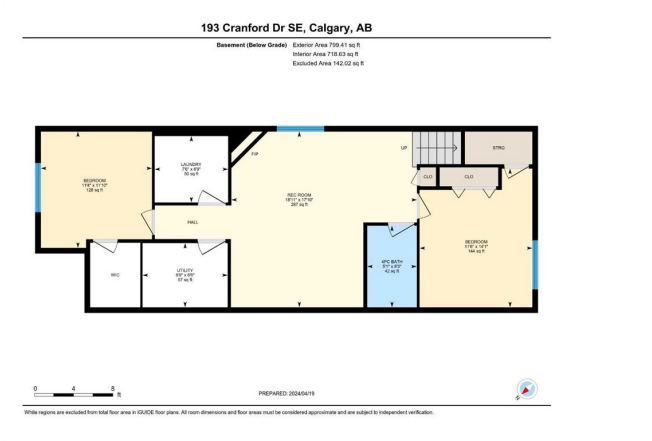 193 Cranford Dr SE, Calgary, AB
Basement (Below Grade) Exterior Area 799.41 sq ft
Interior Area 718.63 sq ft
Excluded Area 142.02 sq ft
BEDROOM
11'4" x 11'10"
128 sq ft
LAUNDRY
7'6" x 6'9"
50 sq ft
F/P
UP
STRG
CLO
CLO
REC ROOM
18'11" x 17'10"
297 sq ft
HALL
WIC
UTILITY
8'9" x 6'6"
57 sq ft
4PC BATH
5'1" x 8'3"
42 sq ft
BEDROOM
11'6" x 14'1"
144 sq ft
0 4 8
ft
PREPARED: 2024/04/19
N
White regions are excluded from total floor area in iGUIDE floor plans. All room dimensions and floor areas must be considered approximate and are subject to independent verification.